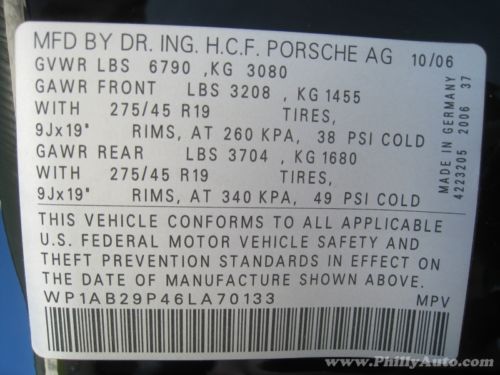 MFD BY DR. ING. H.C.F. PORSCHE AG 10/06
GVWR LBS 6790 ,KG 3080
GAWR FRONT LBS 3208 , KG 1455
WITH 275/45 R19 TIRES,
9Jx19" RIMS, AT 260 KPA, 38 PSI COLD
GAWR REAR LBS 3704 , KG 1680
WITH 275/45 R19 TIRES,
9Jx19" RIMS, AT 340 KPA, 49 PSI COLD
THIS VEHICLE CONFORMS TO ALL APPLICABLE
U.S. FEDERAL MOTOR VEHICLE SAFETY AND
THEFT PREVENTION STANDARDS IN EFFECT ON
THE DATE OF MANUFACTURE SHOWN ABOVE.
WP1AB29P46LA70133 MPV
MADE IN GERMANY
4223205 2006 37
www.PhillyAuto.com